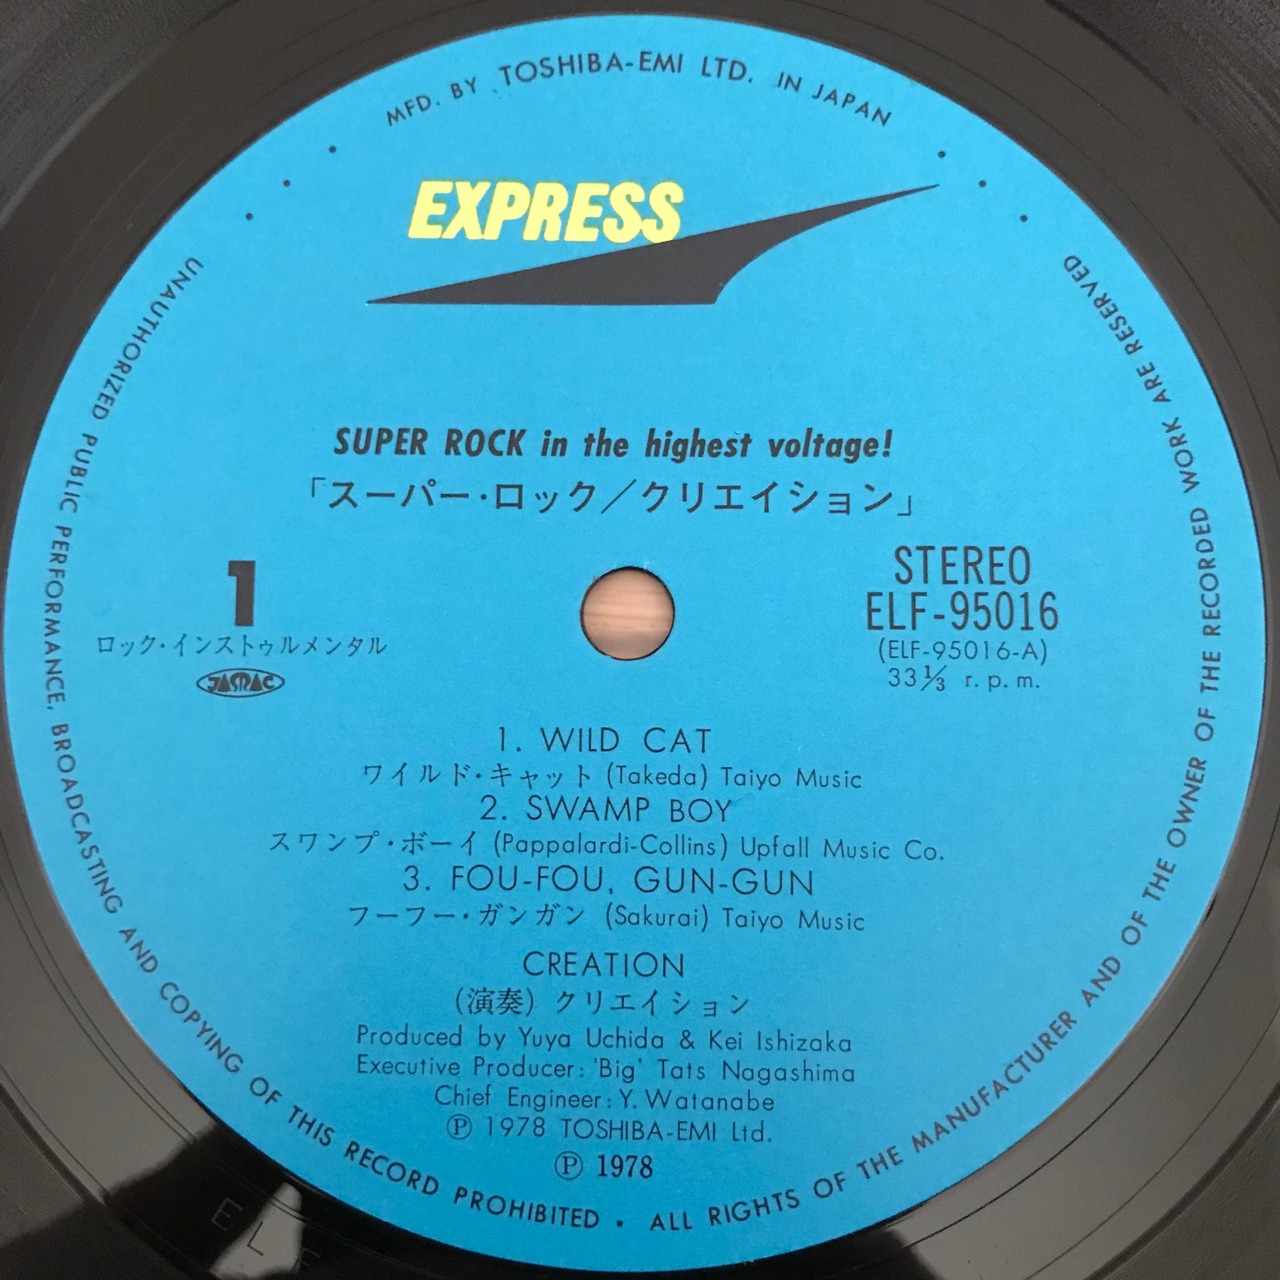 MFD. BY TOSHIBA-EMI LTD. IN JAPAN
EXPRESS
SUPER ROCK in the highest voltage!
「スーパー・ロック／クリエイション」
1
ロック・インストゥルメンタル
JASRAC
STEREO
ELF-95016
(ELF-95016-A)
33⅓ r.p.m.
1. WILD CAT
ワイルド・キャット (Takeda) Taiyo Music
2. SWAMP BOY
スワンプ・ボーイ (Pappalardi-Collins) Upfall Music Co.
3. FOU-FOU, GUN-GUN
フーフー・ガンガン (Sakurai) Taiyo Music
CREATION
(演奏) クリエイション
Produced by Yuya Uchida & Kei Ishizaka
Executive Producer: 'Big' Tats Nagashima
Chief Engineer: Y. Watanabe
Ⓟ 1978 TOSHIBA-EMI Ltd.
Ⓟ 1978
UNAUTHORIZED PUBLIC PERFORMANCE, BROADCASTING AND COPYING OF THIS RECORD PROHIBITED • ALL RIGHTS OF THE MANUFACTURER AND OF THE OWNER OF THE RECORDED WORK ARE RESERVED